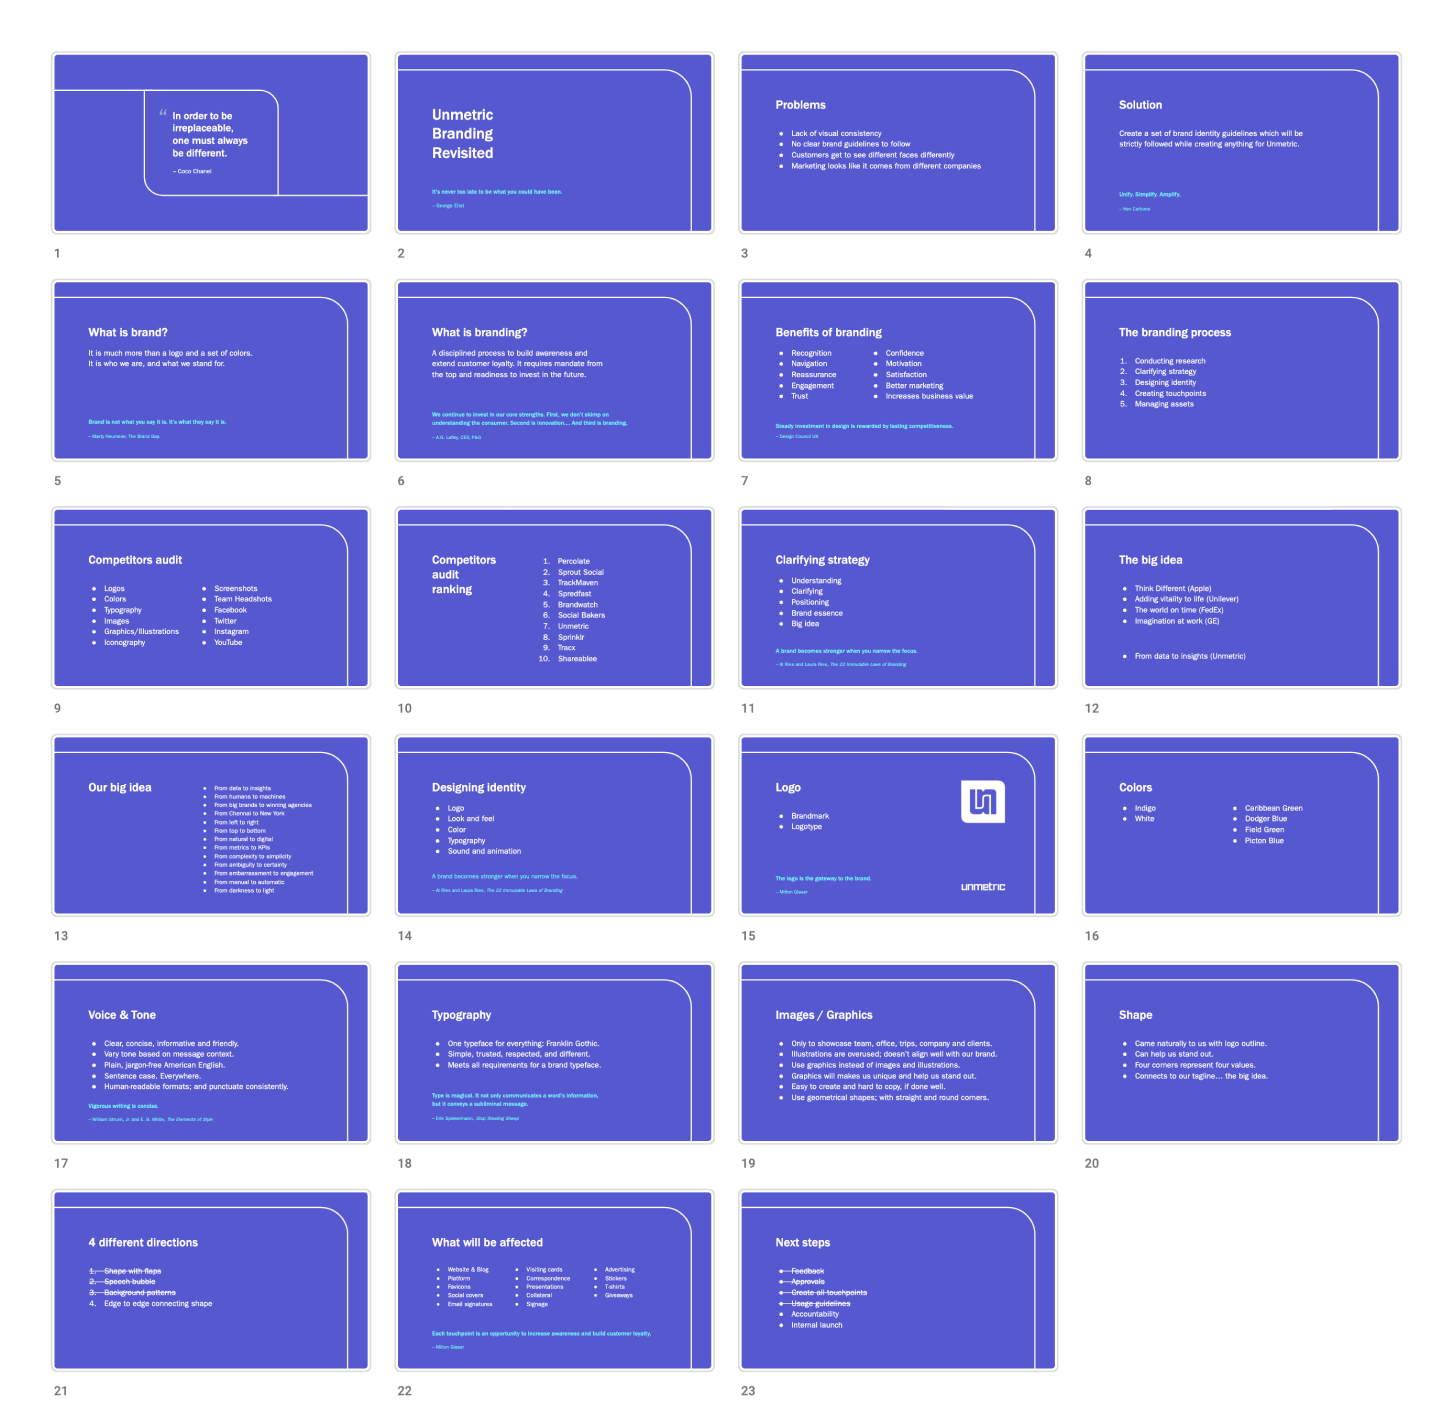 “ In order to be
irreplaceable,
one must always
be different.
– Coco Chanel
1
Unmetric
Branding
Revisited
It's never too late to be what you could have been.
– George Eliot
2
Problems
● Lack of visual consistency
● No clear brand guidelines to follow
● Customers get to see different faces differently
● Marketing looks like it comes from different companies
3
Solution
Create a set of brand identity guidelines which will be
strictly followed while creating anything for Unmetric.
Unify. Simplify. Amplify.
– Ken Carbone
4
What is brand?
It is much more than a logo and a set of colors.
It is who we are, and what we stand for.
Brand is not what you say it is. It's what they say it is.
– Marty Neumeier, The Brand Gap
5
What is branding?
A disciplined process to build awareness and
extend customer loyalty. It requires mandate from
the top and readiness to invest in the future.
We continue to invest in our core strengths. First, we don't skimp on
understanding the consumer. Second is innovation... And third is branding.
– A.G. Lafley, CEO, P&G
6
Benefits of branding
● Recognition
● Navigation
● Reassurance
● Engagement
● Trust
● Confidence
● Motivation
● Satisfaction
● Better marketing
● Increases business value
Steady investment in design is rewarded by lasting competitiveness.
– Design Council UK
7
The branding process
1. Conducting research
2. Clarifying strategy
3. Designing identity
4. Creating touchpoints
5. Managing assets
8
Competitors audit
● Logos
● Colors
● Typography
● Images
● Graphics/Illustrations
● Iconography
● Screenshots
● Team Headshots
● Facebook
● Twitter
● Instagram
● YouTube
9
Competitors
audit
ranking
1. Percolate
2. Sprout Social
3. TrackMaven
4. Spredfast
5. Brandwatch
6. Social Bakers
7. Unmetric
8. Sprinklr
9. Tracx
10. Shareablee
10
Clarifying strategy
● Understanding
● Clarifying
● Positioning
● Brand essence
● Big idea
A brand becomes stronger when you narrow the focus.
– Al Ries and Laura Ries, The 22 Immutable Laws of Branding
11
The big idea
● Think Different (Apple)
● Adding vitality to life (Unilever)
● The world on time (FedEx)
● Imagination at work (GE)
● From data to insights (Unmetric)
12
Our big idea
● From data to insights
● From humans to machines
● From big brands to winning agencies
● From Chennai to New York
● From left to right
● From top to bottom
● From natural to digital
● From metrics to KPIs
● From complexity to simplicity
● From ambiguity to certainty
● From embarrassment to engagement
● From manual to automatic
● From darkness to light
13
Designing identity
● Logo
● Look and feel
● Color
● Typography
● Sound and animation
A brand becomes stronger when you narrow the focus.
– Al Ries and Laura Ries, The 22 Immutable Laws of Branding
14
Logo
● Brandmark
● Logotype
The logo is the gateway to the brand.
– Milton Glaser
un
unmetric
15
Colors
● Indigo
● White
● Caribbean Green
● Dodger Blue
● Field Green
● Picton Blue
16
Voice & Tone
● Clear, concise, informative and friendly.
● Vary tone based on message context.
● Plain, jargon-free American English.
● Sentence case. Everywhere.
● Human-readable formats; and punctuate consistently.
Vigorous writing is concise.
– William Strunk, Jr. and E. B. White, The Elements of Style
17
Typography
● One typeface for everything: Franklin Gothic.
● Simple, trusted, respected, and different.
● Meets all requirements for a brand typeface.
Type is magical. It not only communicates a word's information,
but it conveys a subliminal message.
– Erik Spiekermann, Stop Stealing Sheep
18
Images / Graphics
● Only to showcase team, office, trips, company and clients.
● Illustrations are overused; doesn't align well with our brand.
● Use graphics instead of images and illustrations.
● Graphics will makes us unique and help us stand out.
● Easy to create and hard to copy, if done well.
● Use geometrical shapes; with straight and round corners.
19
Shape
● Came naturally to us with logo outline.
● Can help us stand out.
● Four corners represent four values.
● Connects to our tagline... the big idea.
20
4 different directions
1. Shape with flaps
2. Speech bubble
3. Background patterns
4. Edge to edge connecting shape
21
What will be affected
● Website & Blog
● Platform
● Favicons
● Social covers
● Email signatures
● Visiting cards
● Correspondence
● Presentations
● Collateral
● Signage
● Advertising
● Stickers
● T-shirts
● Giveaways
Each touchpoint is an opportunity to increase awareness and build customer loyalty.
– Milton Glaser
22
Next steps
● Feedback
● Approvals
● Create all touchpoints
● Usage guidelines
● Accountability
● Internal launch
23